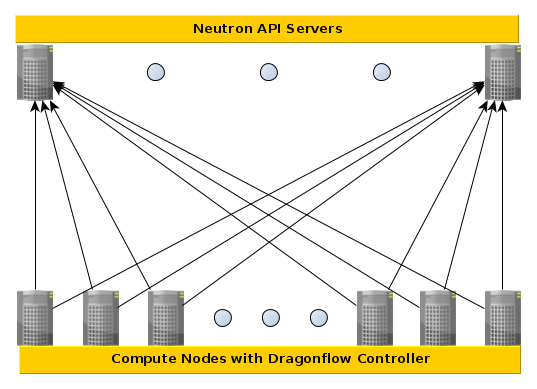 Neutron API Servers
Compute Nodes with Dragonflow Controller